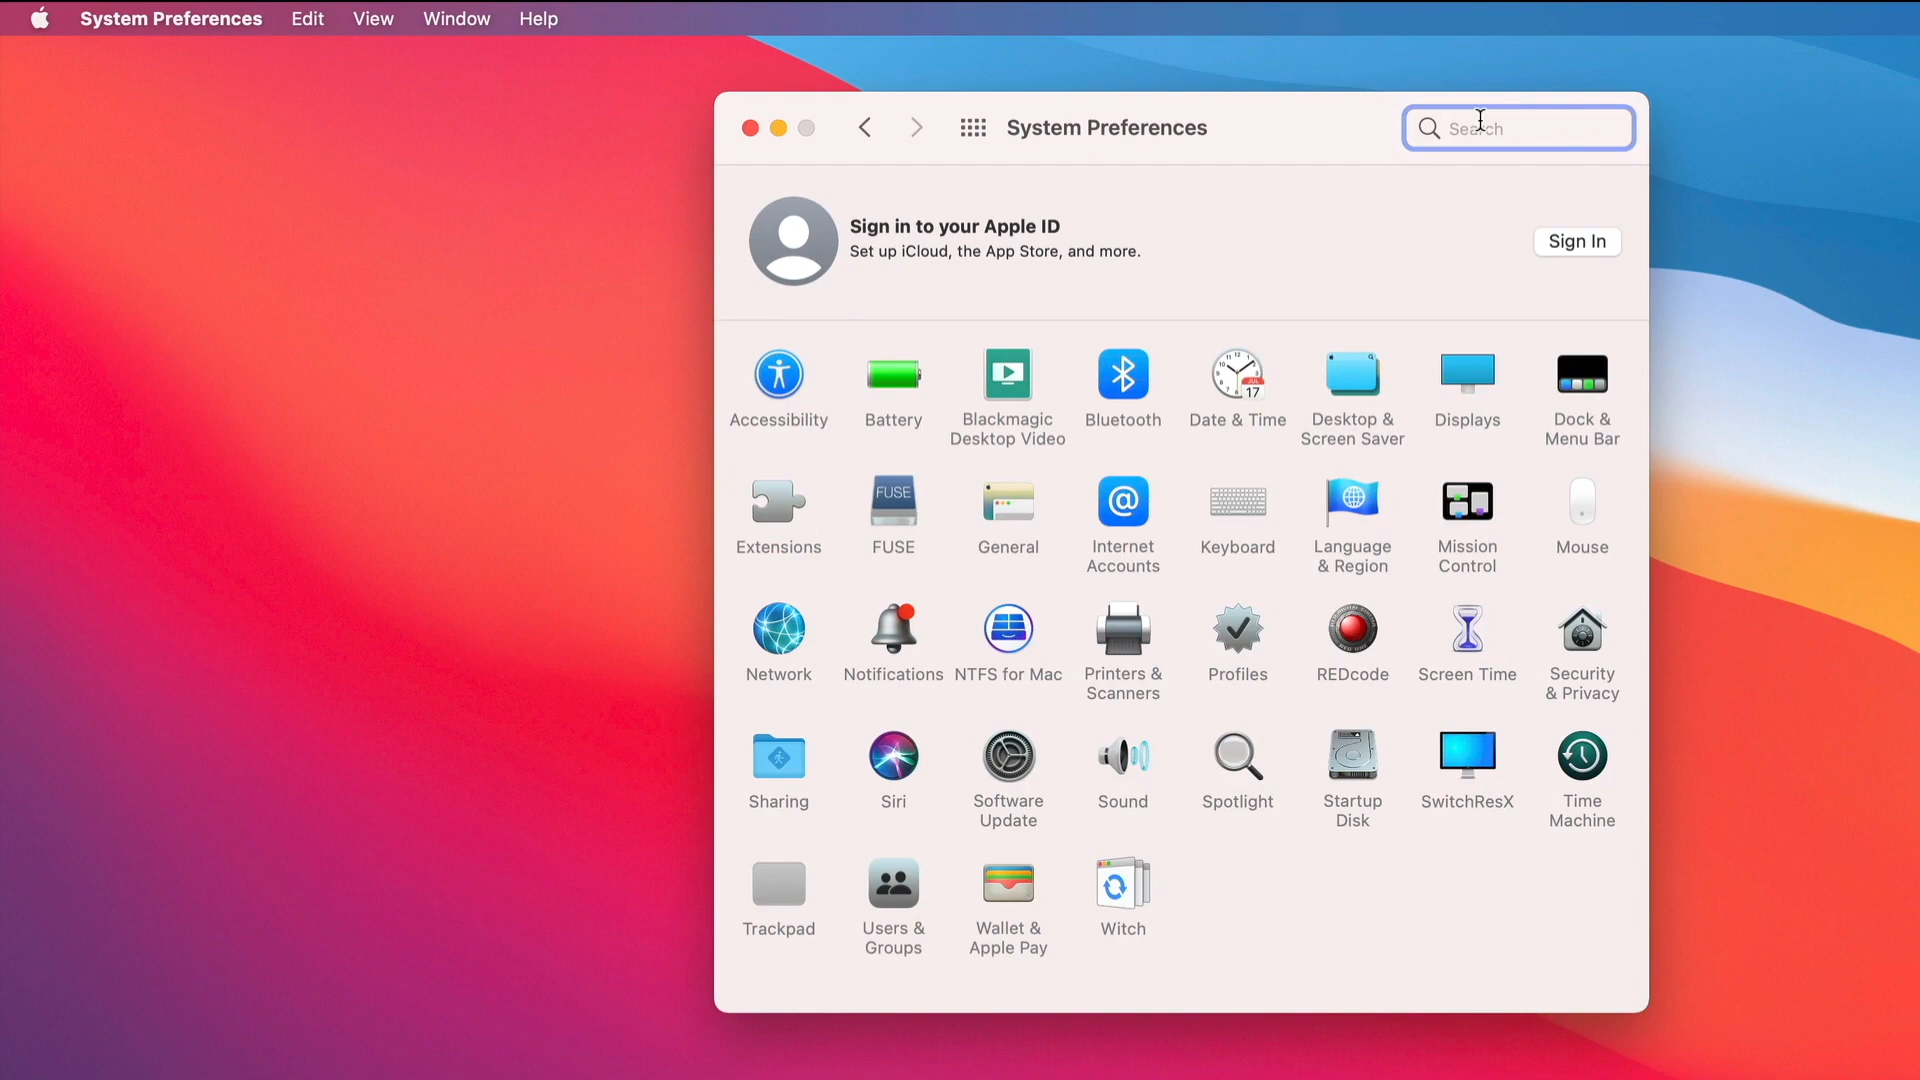 System Preferences Edit View Window Help
System Preferences
Search
Sign in to your Apple ID
Set up iCloud, the App Store, and more.
Sign In
Accessibility
Battery
Blackmagic
Desktop Video
Bluetooth
Date & Time
Desktop &
Screen Saver
Displays
Dock &
Menu Bar
Extensions
FUSE
FUSE
General
Internet
Accounts
Keyboard
Language
& Region
Mission
Control
Mouse
Network
Notifications
NTFS for Mac
Printers &
Scanners
Profiles
REDcode
Screen Time
Security
& Privacy
Sharing
Siri
Software
Update
Sound
Spotlight
Startup
Disk
SwitchResX
Time
Machine
Trackpad
Users &
Groups
Wallet &
Apple Pay
Witch